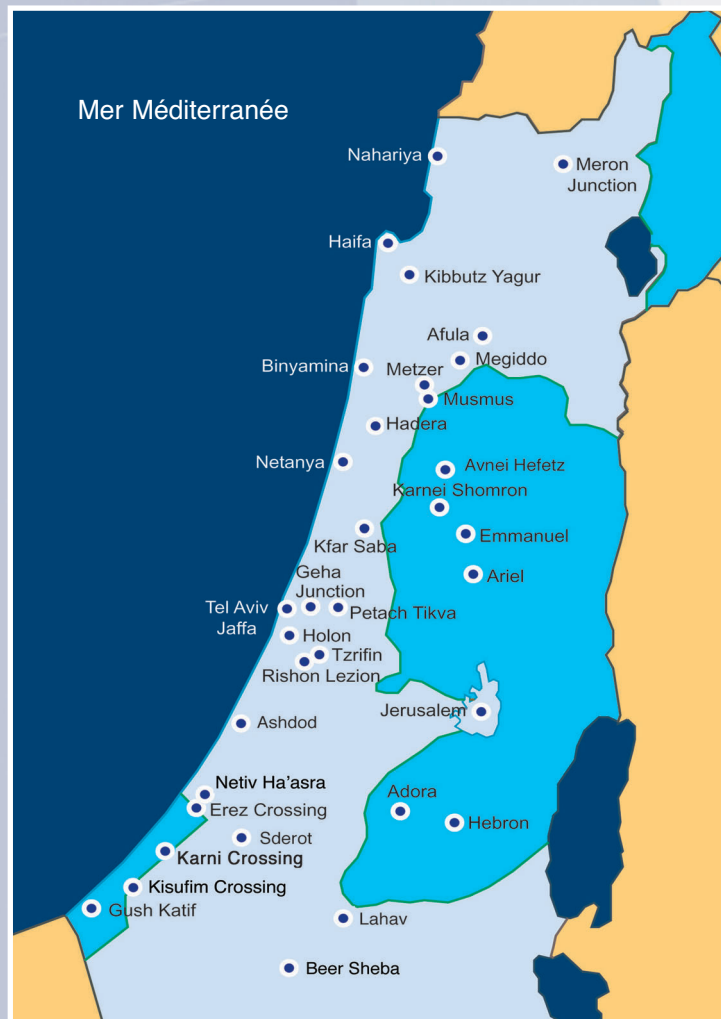 Mer Méditerranée
Nahariya
Meron
Junction
Haifa
Kibbutz Yagur
Afula
Binyamina
Megiddo
Metzer
Musmus
Hadera
Netanya
Avnei Hefetz
Karnei Shomron
Emmanuel
Kfar Saba
Geha
Junction
Ariel
Tel Aviv
Jaffa
Petach Tikva
Holon
Tzrifin
Rishon Lezion
Jerusalem
Ashdod
Netiv Ha'asra
Adora
Erez Crossing
Hebron
Sderot
Karni Crossing
Kisufim Crossing
Gush Katif
Lahav
Beer Sheba